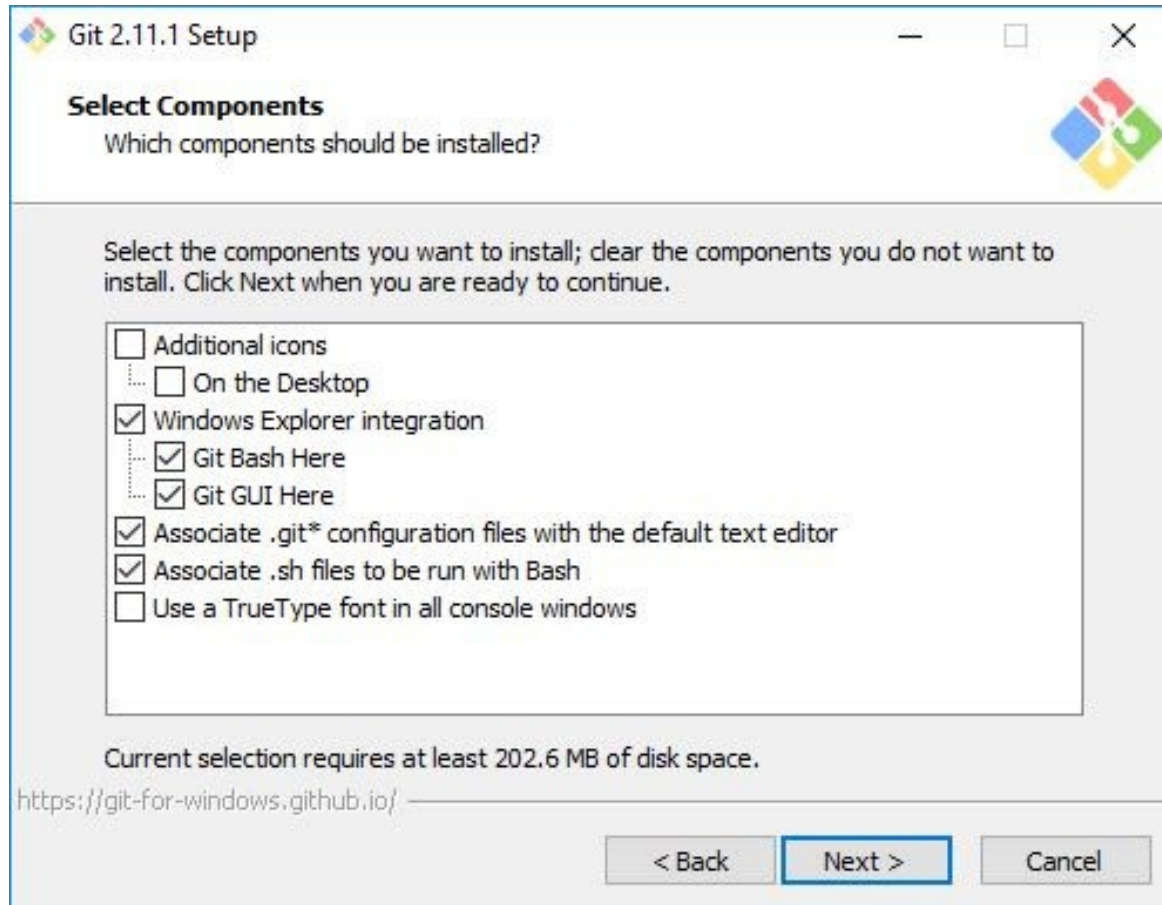 Git 2.11.1 Setup
Select Components
Which components should be installed?
Select the components you want to install; clear the components you do not want to
install. Click Next when you are ready to continue.
Additional icons
On the Desktop
Windows Explorer integration
Git Bash Here
Git GUI Here
Associate .git* configuration files with the default text editor
Associate .sh files to be run with Bash
Use a TrueType font in all console windows
Current selection requires at least 202.6 MB of disk space.
https://git-for-windows.github.io/
< Back Next > Cancel